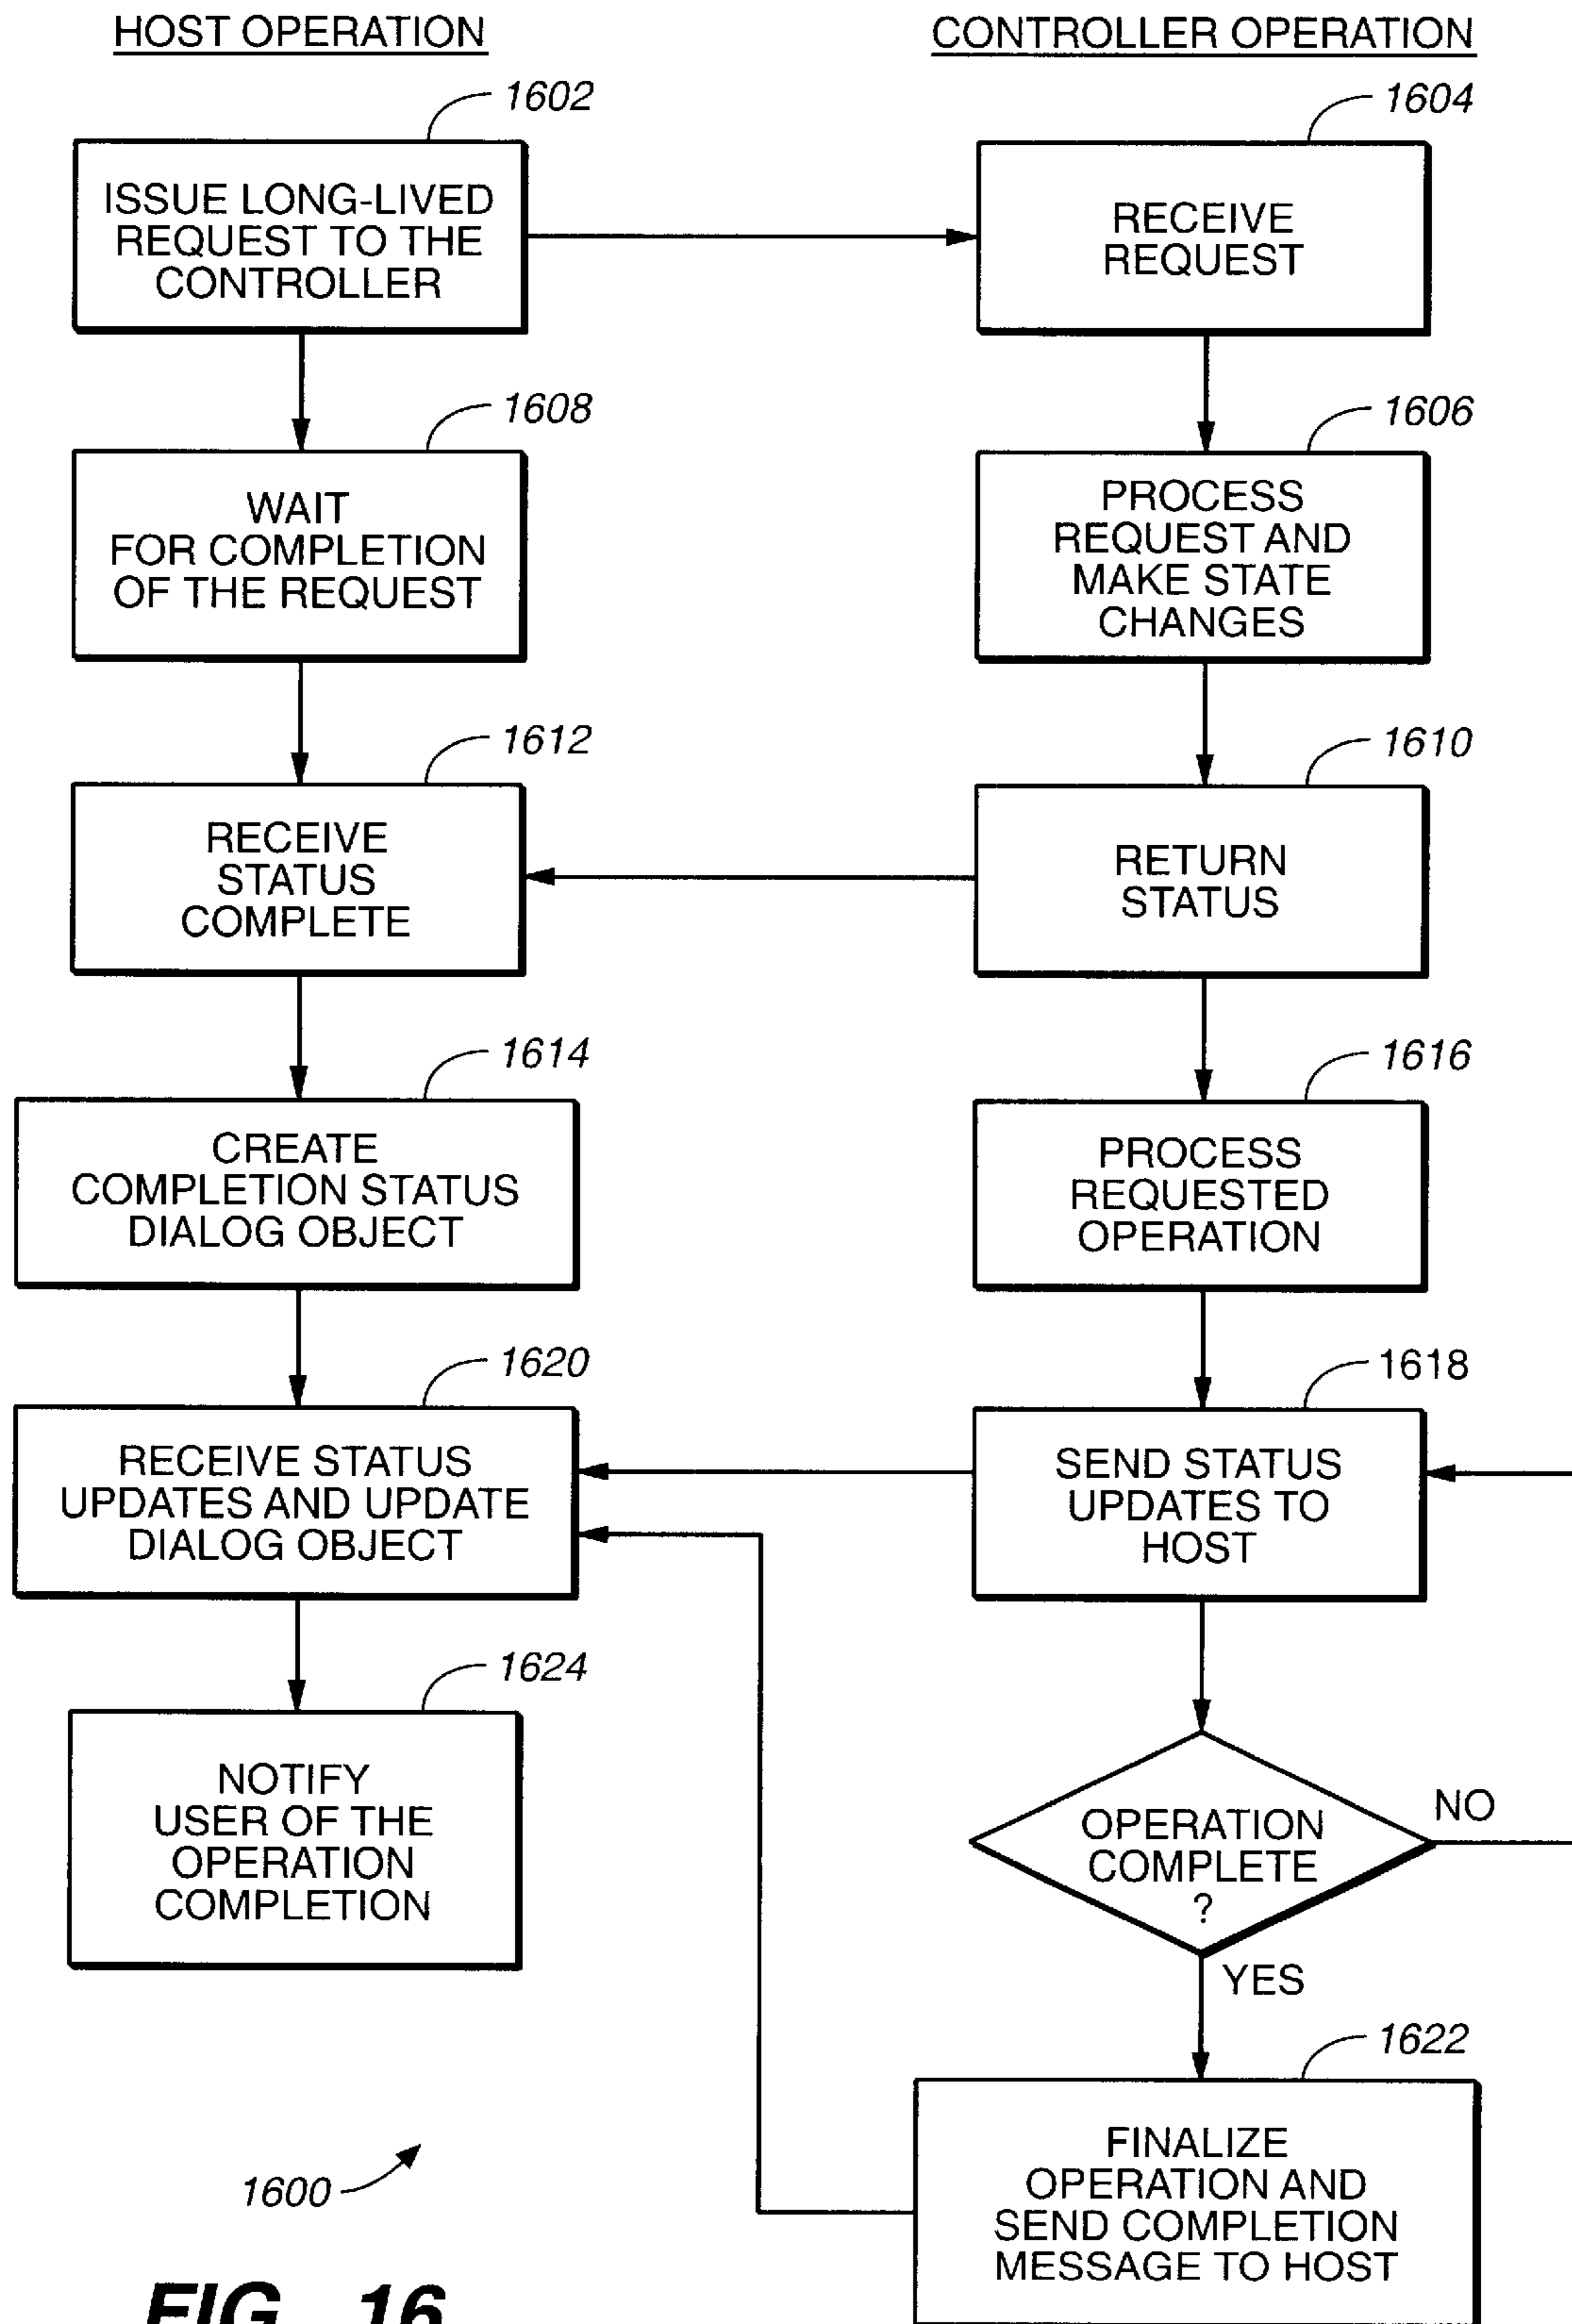 HOST OPERATION
CONTROLLER OPERATION
1602
ISSUE LONG-LIVED
REQUEST TO THE
CONTROLLER
1604
RECEIVE
REQUEST
1608
WAIT
FOR COMPLETION
OF THE REQUEST
1606
PROCESS
REQUEST AND
MAKE STATE
CHANGES
1612
RECEIVE
STATUS
COMPLETE
1610
RETURN
STATUS
1614
CREATE
COMPLETION STATUS
DIALOG OBJECT
1616
PROCESS
REQUESTED
OPERATION
1620
RECEIVE STATUS
UPDATES AND UPDATE
DIALOG OBJECT
1618
SEND STATUS
UPDATES TO
HOST
1624
NOTIFY
USER OF THE
OPERATION
COMPLETION
OPERATION
COMPLETE
?
NO
YES
1622
FINALIZE
OPERATION AND
SEND COMPLETION
MESSAGE TO HOST
1600
FIG. 16